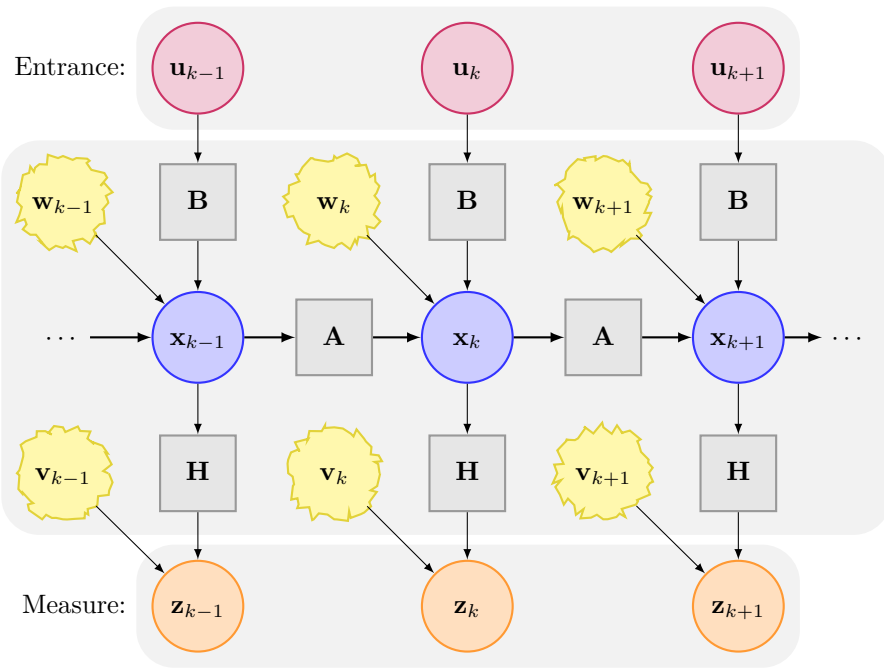 Entrance: u_{k−1} u_k u_{k+1}
w_{k−1} B w_k B w_{k+1} B
⋯ x_{k−1} A x_k A x_{k+1} ⋯
v_{k−1} H v_k H v_{k+1} H
Measure: z_{k−1} z_k z_{k+1}